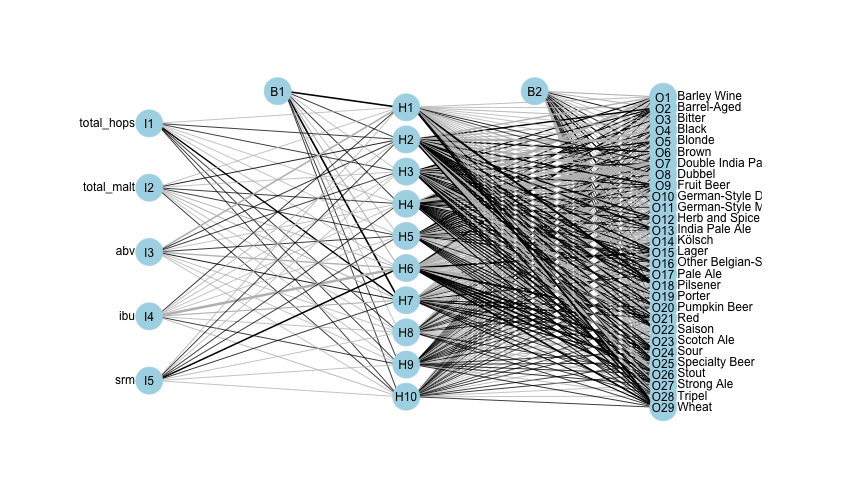 total_hops
total_malt
abv
ibu
srm
I1
I2
I3
I4
I5
B1
H1
H2
H3
H4
H5
H6
H7
H8
H9
H10
B2
O1 Barley Wine
O2 Barrel-Aged
O3 Bitter
O4 Black
O5 Blonde
O6 Brown
O7 Double India Pa
O8 Dubbel
O9 Fruit Beer
O10 German-Style D
O11 German-Style M
O12 Herb and Spice
O13 India Pale Ale
O14 Kölsch
O15 Lager
O16 Other Belgian-S
O17 Pale Ale
O18 Pilsener
O19 Porter
O20 Pumpkin Beer
O21 Red
O22 Saison
O23 Scotch Ale
O24 Sour
O25 Specialty Beer
O26 Stout
O27 Strong Ale
O28 Tripel
O29 Wheat